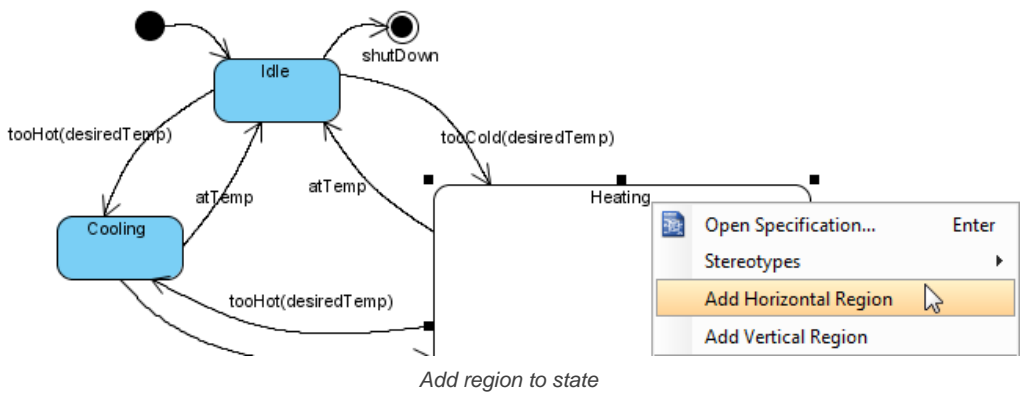 shutDown
Idle
tooHot(desiredTemp)
tooCold(desiredTemp)
atTemp
atTemp
Heating
Cooling
Open Specification... Enter
Stereotypes
Add Horizontal Region
tooHot(desiredTemp)
Add Vertical Region
Add region to state